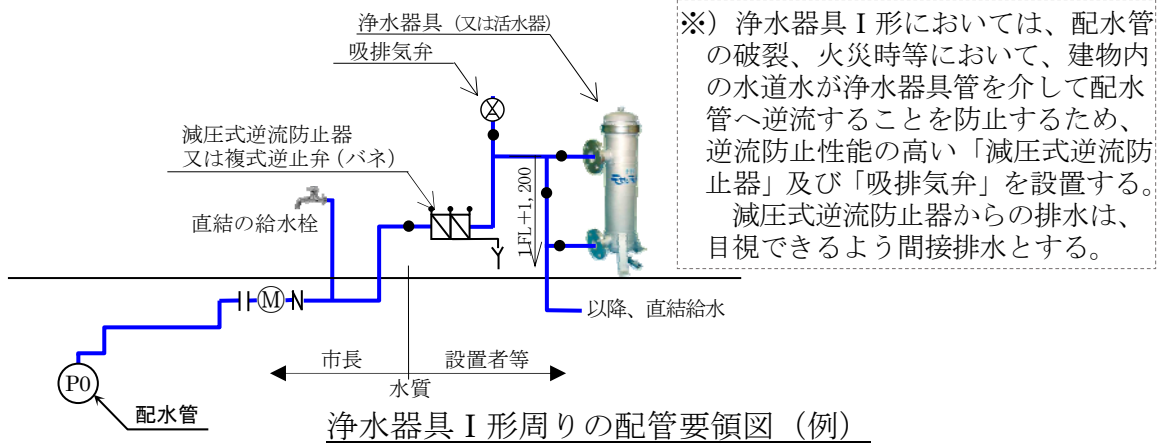 浄水器具（又は活水器）
吸排気弁
減圧式逆流防止器
又は複式逆止弁（バネ）
直結の給水栓
1FL＋1,200
M
以降、直結給水
市長
設置者等
水質
P0
配水管
※）浄水器具Ⅰ形においては、配水管
の破裂、火災時等において、建物内
の水道水が浄水器具管を介して配水
管へ逆流することを防止するため、
逆流防止性能の高い「減圧式逆流防
止器」及び「吸排気弁」を設置する。
減圧式逆流防止器からの排水は、
目視できるよう間接排水とする。
浄水器具Ⅰ形周りの配管要領図（例）